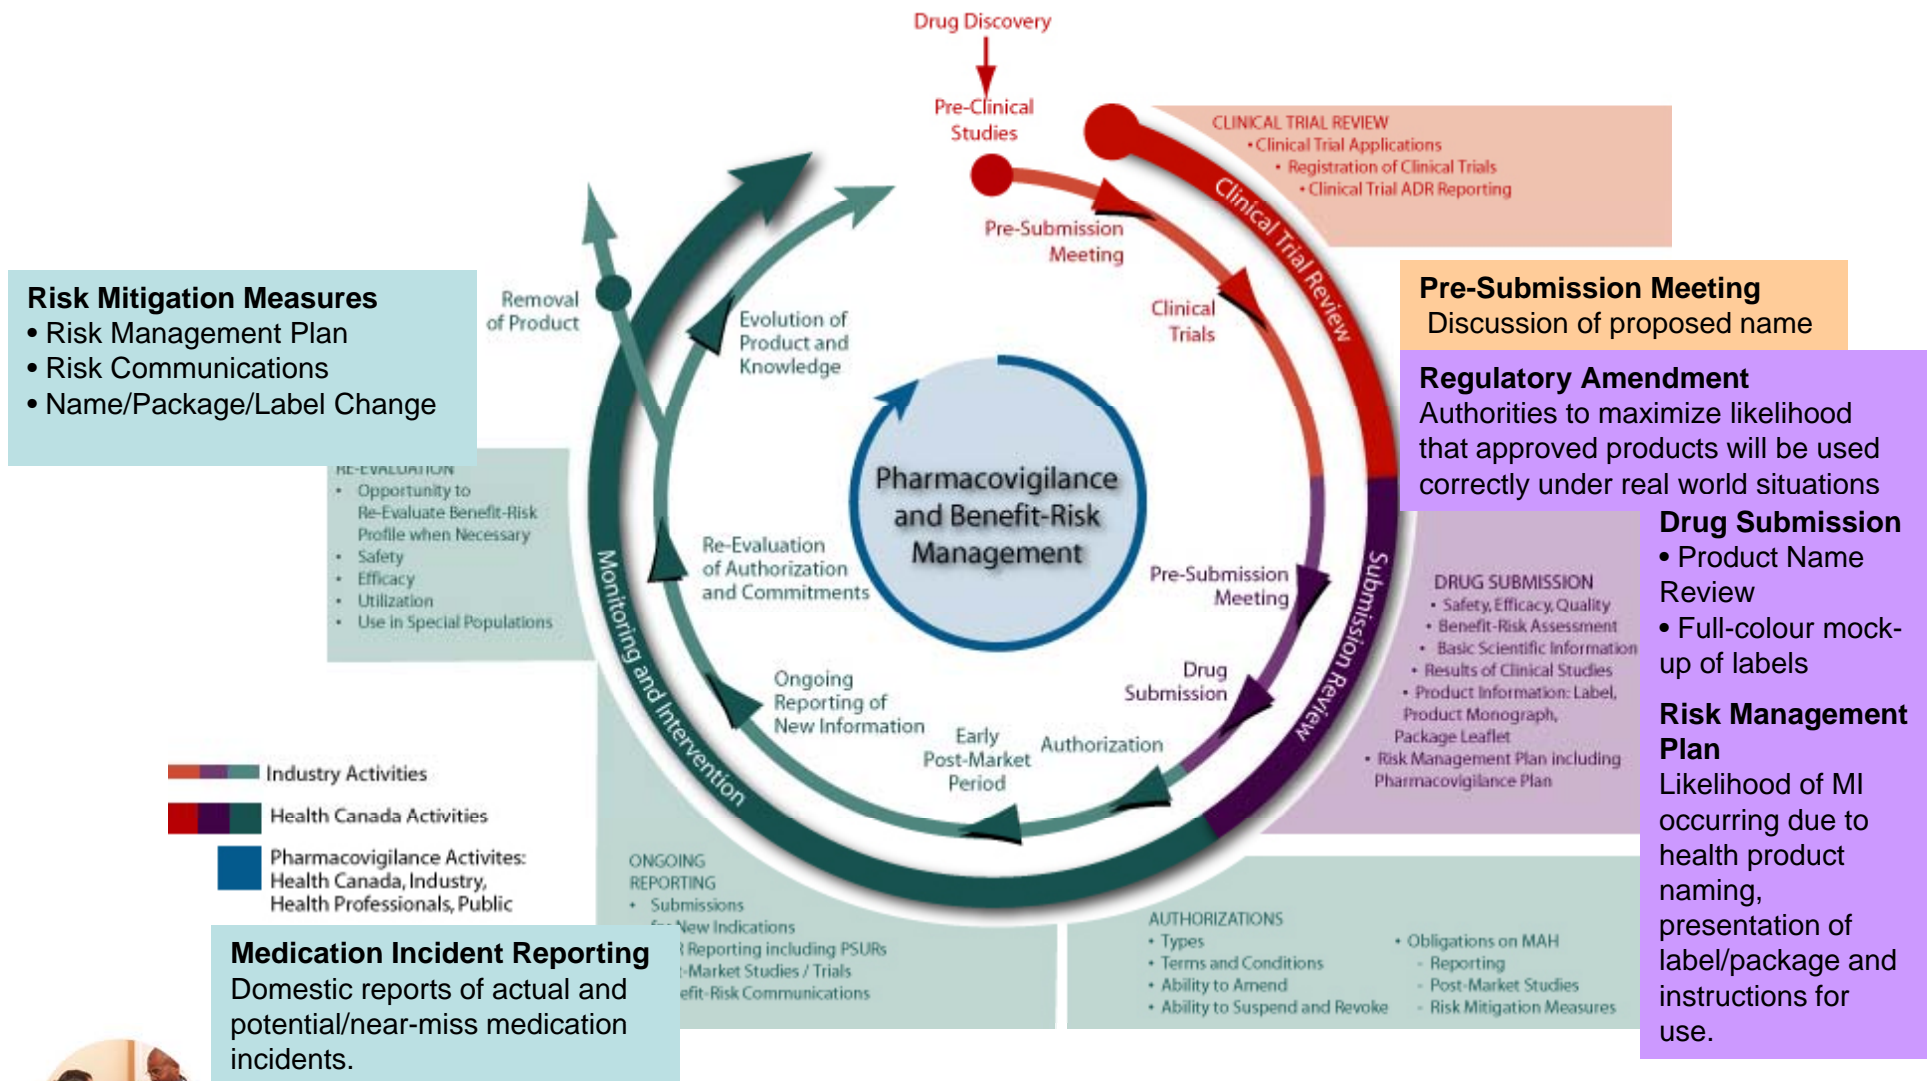 Drug Discovery
Pre-Clinical
Studies
CLINICAL TRIAL REVIEW
• Clinical Trial Applications
• Registration of Clinical Trials
• Clinical Trial ADR Reporting
Clinical Trial Review
Pre-Submission
Meeting
Clinical
Trials
Pre-Submission Meeting
Discussion of proposed name
Regulatory Amendment
Authorities to maximize likelihood
that approved products will be used
correctly under real world situations
Drug Submission
• Product Name
Review
• Full-colour mock-
up of labels
Risk Management
Plan
Likelihood of MI
occurring due to
health product
naming,
presentation of
label/package and
instructions for
use.
Risk Mitigation Measures
• Risk Management Plan
• Risk Communications
• Name/Package/Label Change
Removal
of Product
Evolution of
Product and
Knowledge
Pharmacovigilance
and Benefit-Risk
Management
RE-EVALUATION
• Opportunity to
Re-Evaluate Benefit-Risk
Profile when Necessary
• Safety
• Efficacy
• Utilization
• Use in Special Populations
Re-Evaluation
of Authorization
and Commitments
Monitoring and Intervention
Pre-Submission
Meeting
Submission Review
DRUG SUBMISSION
• Safety, Efficacy, Quality
• Benefit-Risk Assessment
• Basic Scientific Information
• Results of Clinical Studies
• Product Information: Label,
Product Monograph,
Package Leaflet
• Risk Management Plan including
Pharmacovigilance Plan
Drug
Submission
Ongoing
Reporting of
New Information
Early
Post-Market
Period
Authorization
Industry Activities
Health Canada Activities
Pharmacovigilance Activites:
Health Canada, Industry,
Health Professionals, Public
ONGOING
REPORTING
• Submissions
New Indications
Reporting including PSURs
-Market Studies / Trials
efit-Risk Communications
Medication Incident Reporting
Domestic reports of actual and
potential/near-miss medication
incidents.
AUTHORIZATIONS
• Types
• Terms and Conditions
• Ability to Amend
• Ability to Suspend and Revoke
• Obligations on MAH
- Reporting
- Post-Market Studies
- Risk Mitigation Measures